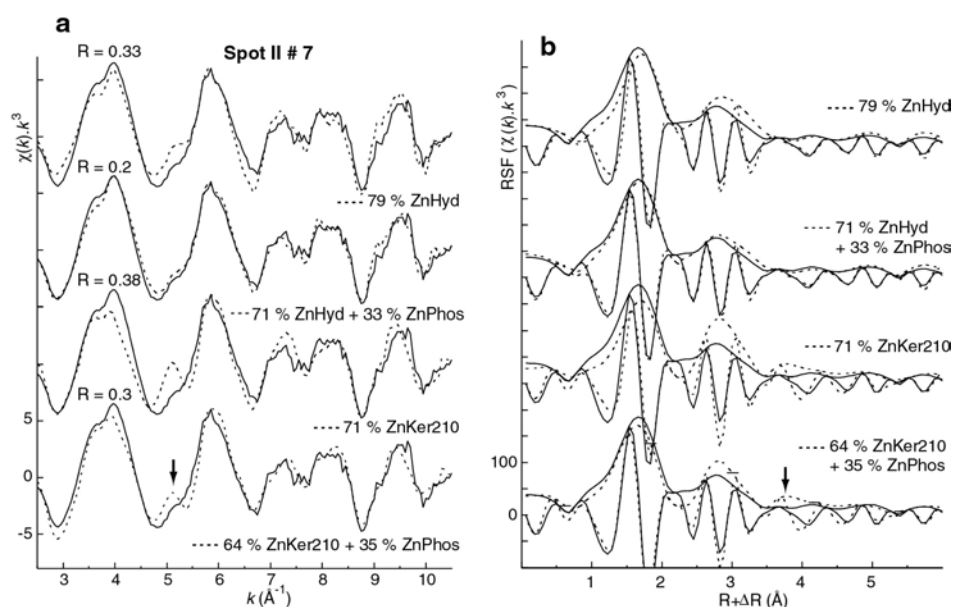 a
Spot II # 7
R = 0.33
R = 0.2
R = 0.38
R = 0.3
χ(k).k³
79 % ZnHyd
71 % ZnHyd + 33 % ZnPhos
71 % ZnKer210
64 % ZnKer210 + 35 % ZnPhos
5
0
-5
3 4 5 6 7 8 9 10
k (Å⁻¹)
b
RSF ( χ (k).k³ )
79 % ZnHyd
71 % ZnHyd
+ 33 % ZnPhos
71 % ZnKer210
64 % ZnKer210
+ 35 % ZnPhos
100
0
1 2 3 4 5
R+ΔR (Å)